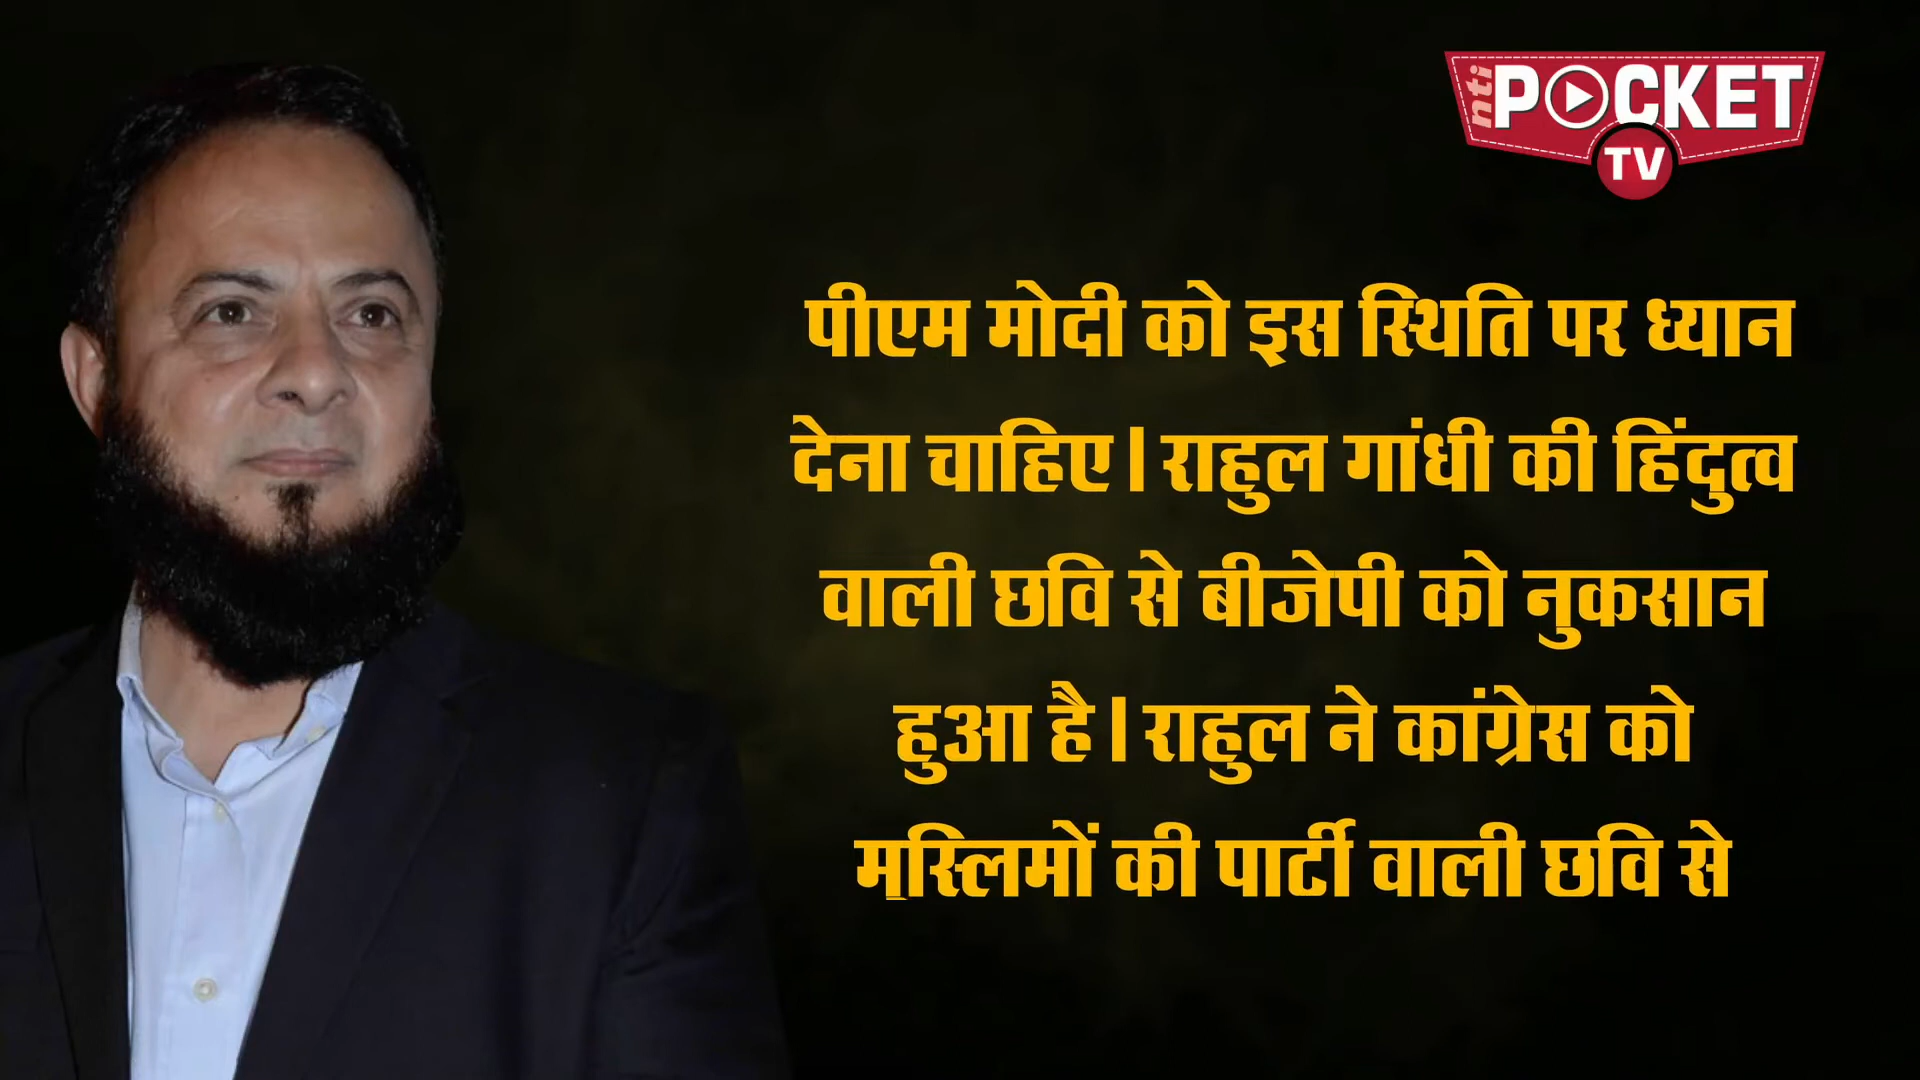 nti POCKET
TV
पीएम मोदी को इस स्थिति पर ध्यान
देना चाहिए। राहुल गांधी की हिंदुत्व
वाली छवि से बीजेपी को नुकसान
हुआ है। राहुल ने कांग्रेस को
मुस्लिमों की पार्टी वाली छवि से